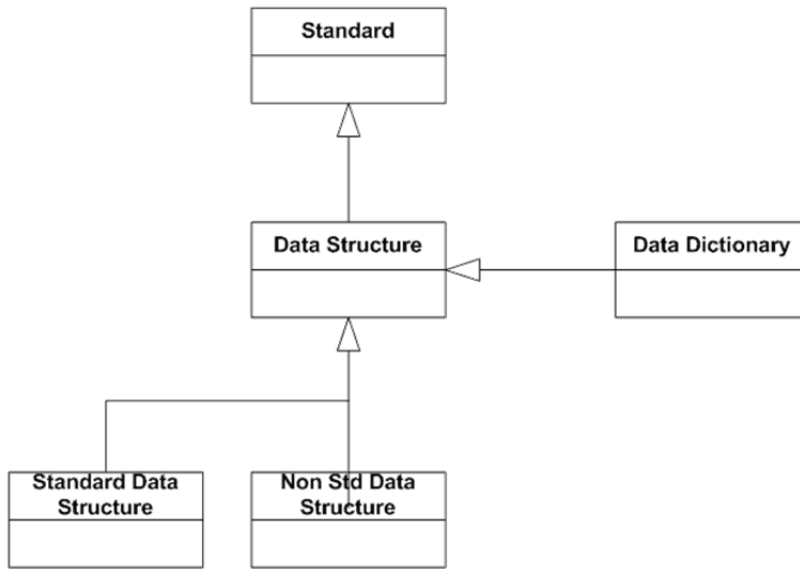 Standard
Data Structure
Data Dictionary
Standard Data
Structure
Non Std Data
Structure